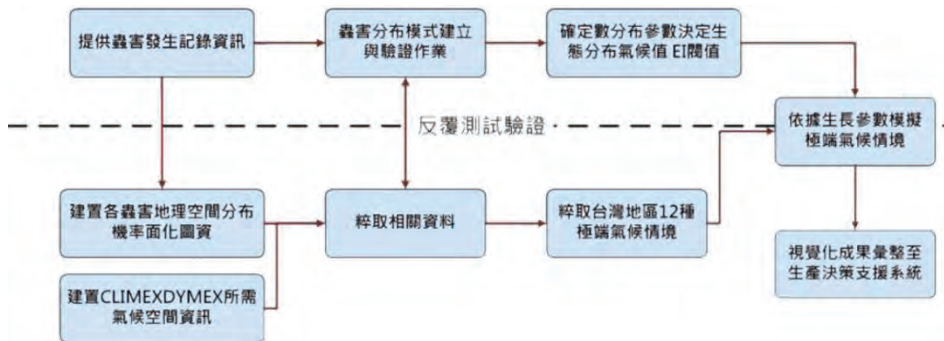 提供蟲害發生記錄資訊
蟲害分布模式建立
與驗證作業
確定數分布參數決定生
態分布氣候值 EI閥值
反覆測試驗證
依據生長參數模擬
極端氣候情境
建置各蟲害地理空間分布
機率面化圖資
粹取相關資料
粹取台灣地區12種
極端氣候情境
視覺化成果彙整至
生產決策支援系統
建置CLIMEXDYMEX所需
氣候空間資訊